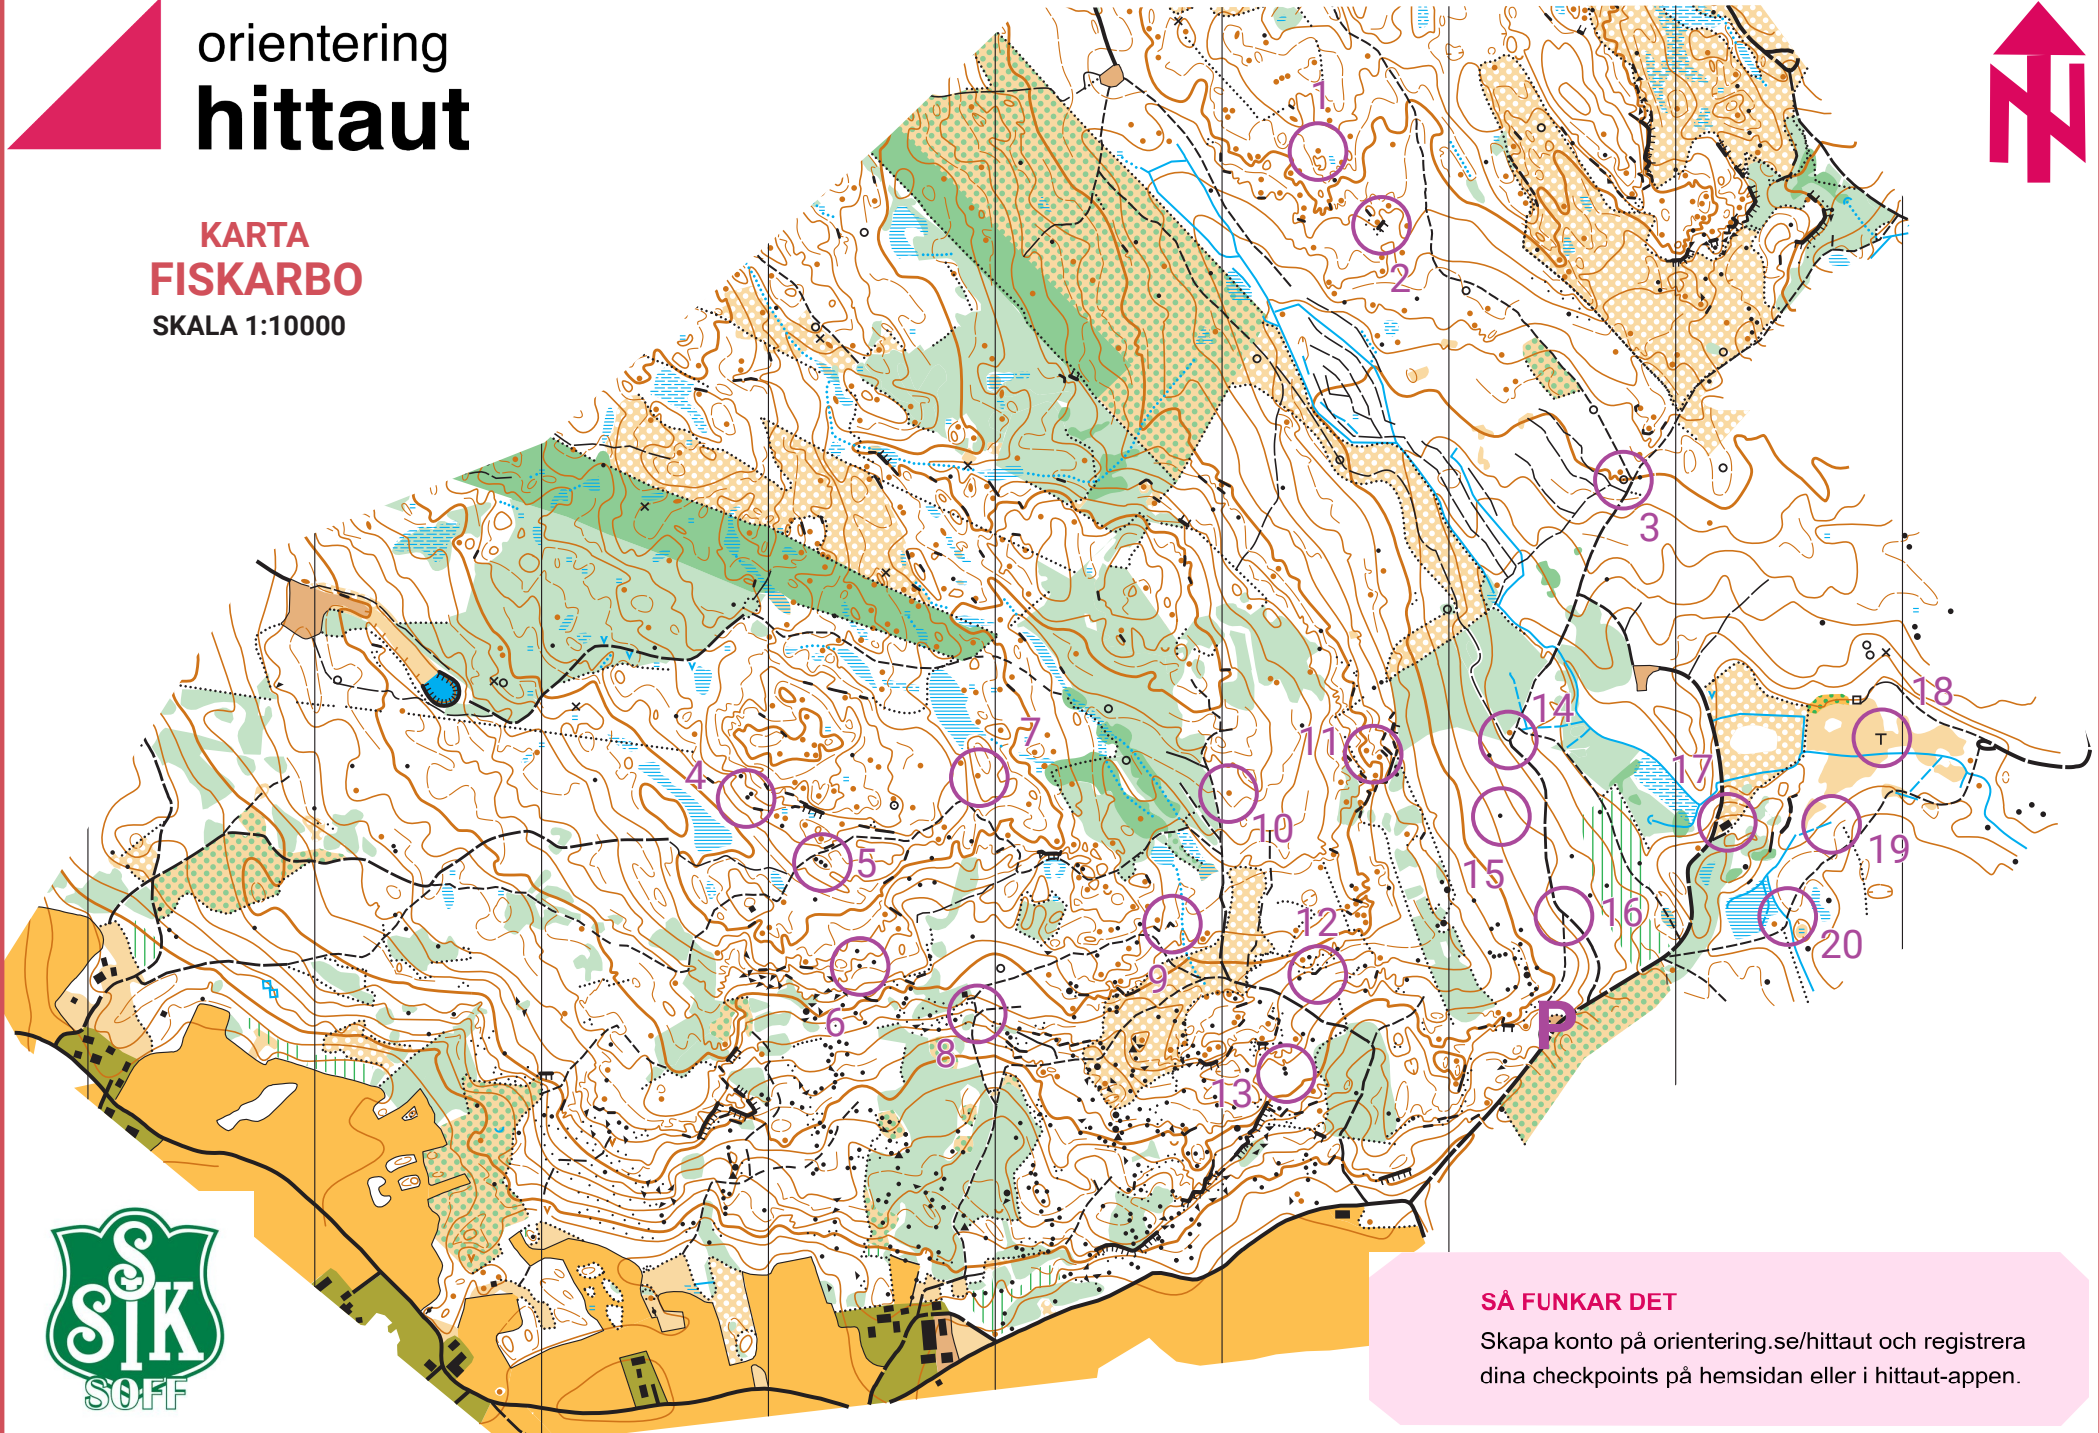 orientering
hittaut
N
KARTA
FISKARBO
SKALA 1:10000
1
2
3
4
5
6
7
8
9
10
11
12
13
14
15
16
17
18
19
20
P
SSIK
SOFF
SÅ FUNKAR DET
Skapa konto på orientering.se/hittaut och registrera
dina checkpoints på hemsidan eller i hittaut-appen.